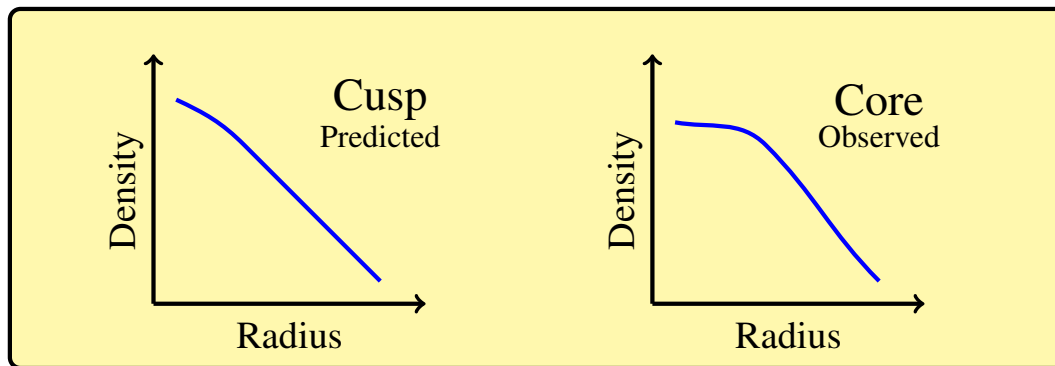 Cusp
Predicted
Density
Radius
Core
Observed
Density
Radius